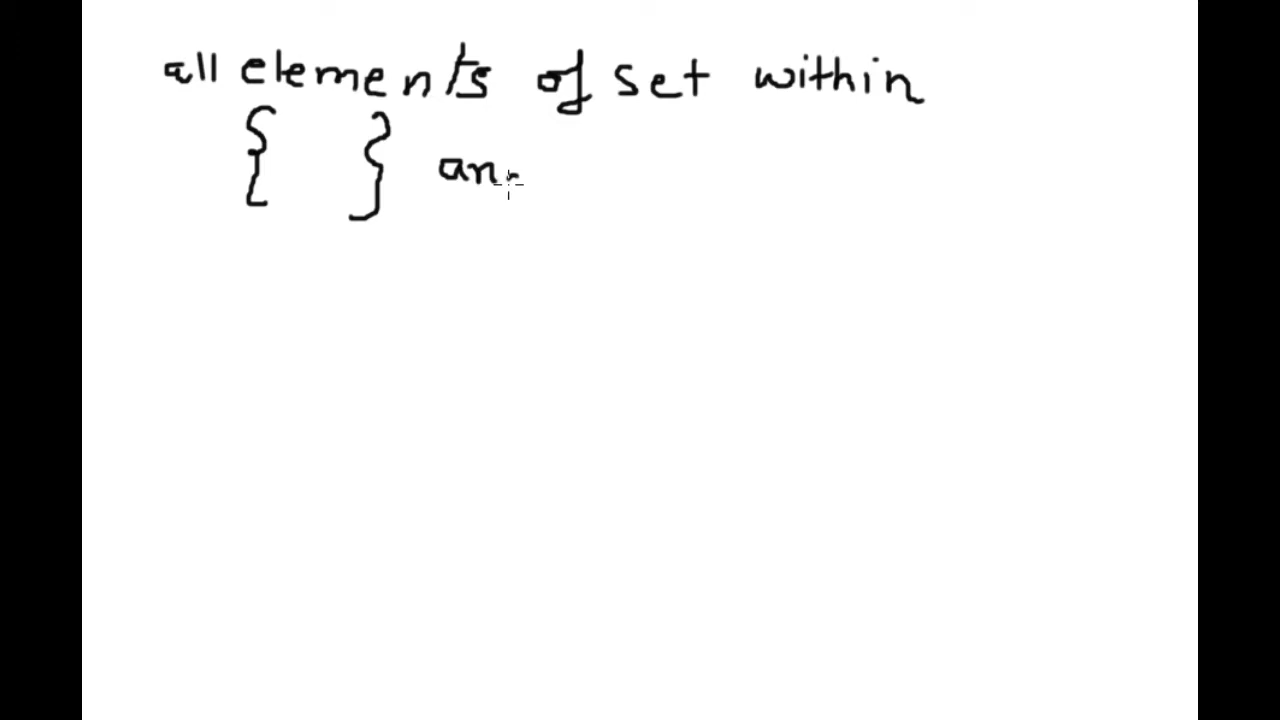 all elements of set within
{ } an